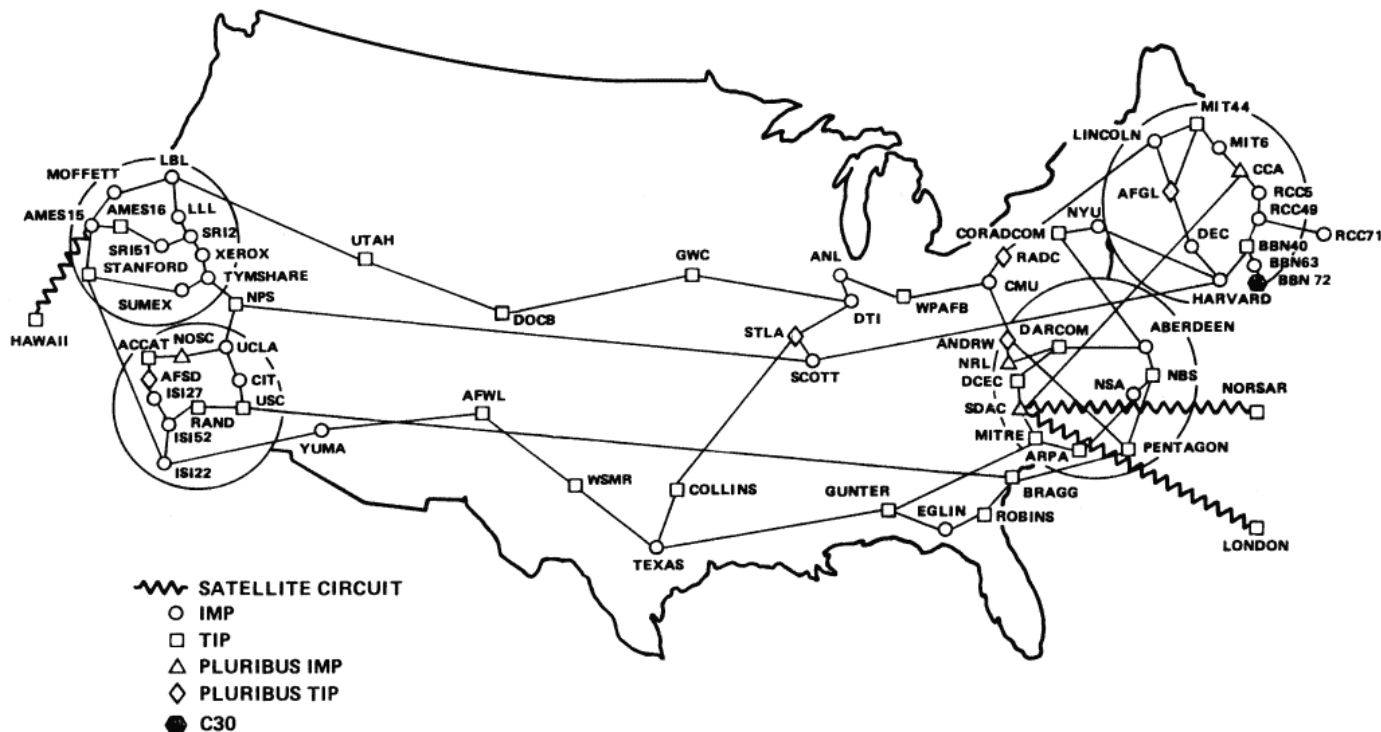 MIT44
LINCOLN
MIT6
CCA
LBL
MOFFETT
AFGL
RCC5
AMES16
LLL
AMES15
NYU
RCC49
SRI2
CORADCOM
DEC
RCC71
UTAH
GWC
SRI51
XEROX
ANL
RADC
BBN40
STANFORD
TYMSHARE
BBN63
SUMEX
NPS
CMU
HARVARD
BBN 72
WPAFB
DOCB
DTI
HAWAII
STLA
DARCOM
ABERDEEN
ACCAT
NOSC
UCLA
ANDRW
SCOTT
NRL
AFSD
CIT
DCEC
NSA
NBS
NORSAR
ISI27
AFWL
RAND
USC
SDAC
ISI52
YUMA
MITRE
ARPA
PENTAGON
ISI22
WSMR
COLLINS
GUNTER
BRAGG
EGLIN
ROBINS
LONDON
TEXAS
SATELLITE CIRCUIT
IMP
TIP
PLURIBUS IMP
PLURIBUS TIP
C30